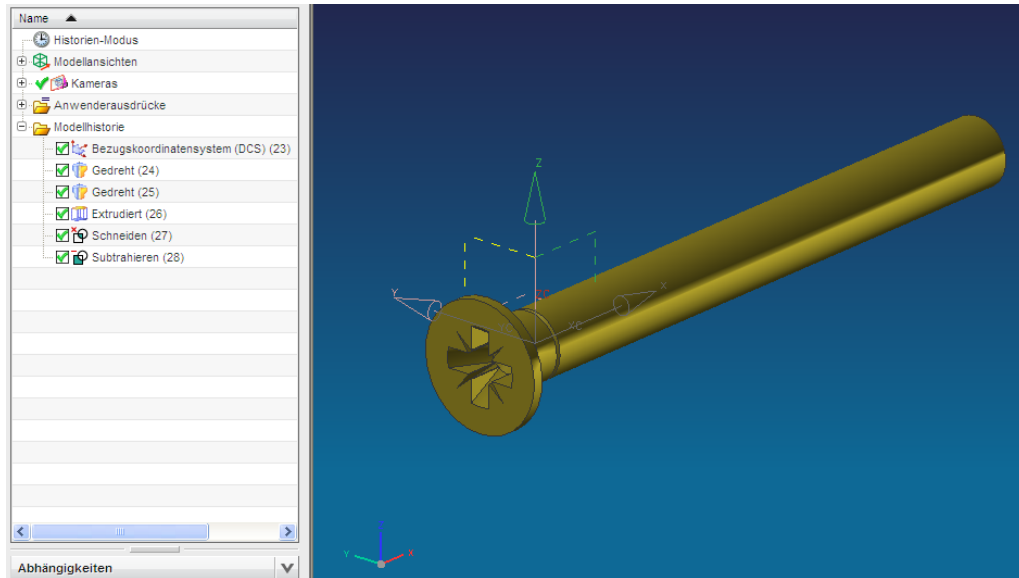 Name
Historien-Modus
Modellansichten
Kameras
Anwenderausdrücke
Modellhistorie
Bezugskoordinatensystem (DCS) (23)
Gedreht (24)
Gedreht (25)
Extrudiert (26)
Schneiden (27)
Subtrahieren (28)
Abhängigkeiten
Z
Y
X
ZC
XC
Z
Y
X